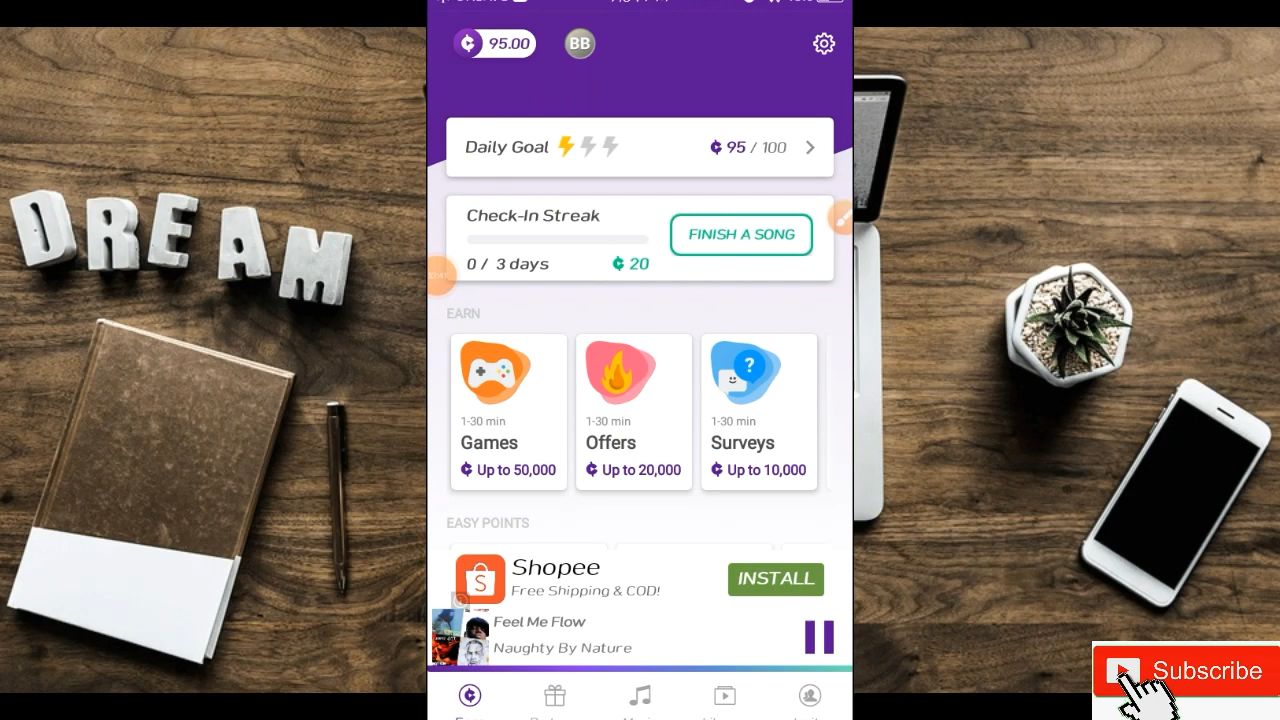 95.00
BB
Daily Goal
95 / 100
Check-In Streak
FINISH A SONG
0 / 3 days
20
EARN
1-30 min
Games
Up to 50,000
1-30 min
Offers
Up to 20,000
1-30 min
Surveys
Up to 10,000
EASY POINTS
Shopee
Free Shipping & COD!
INSTALL
Feel Me Flow
Naughty By Nature
DREAM
Subscribe